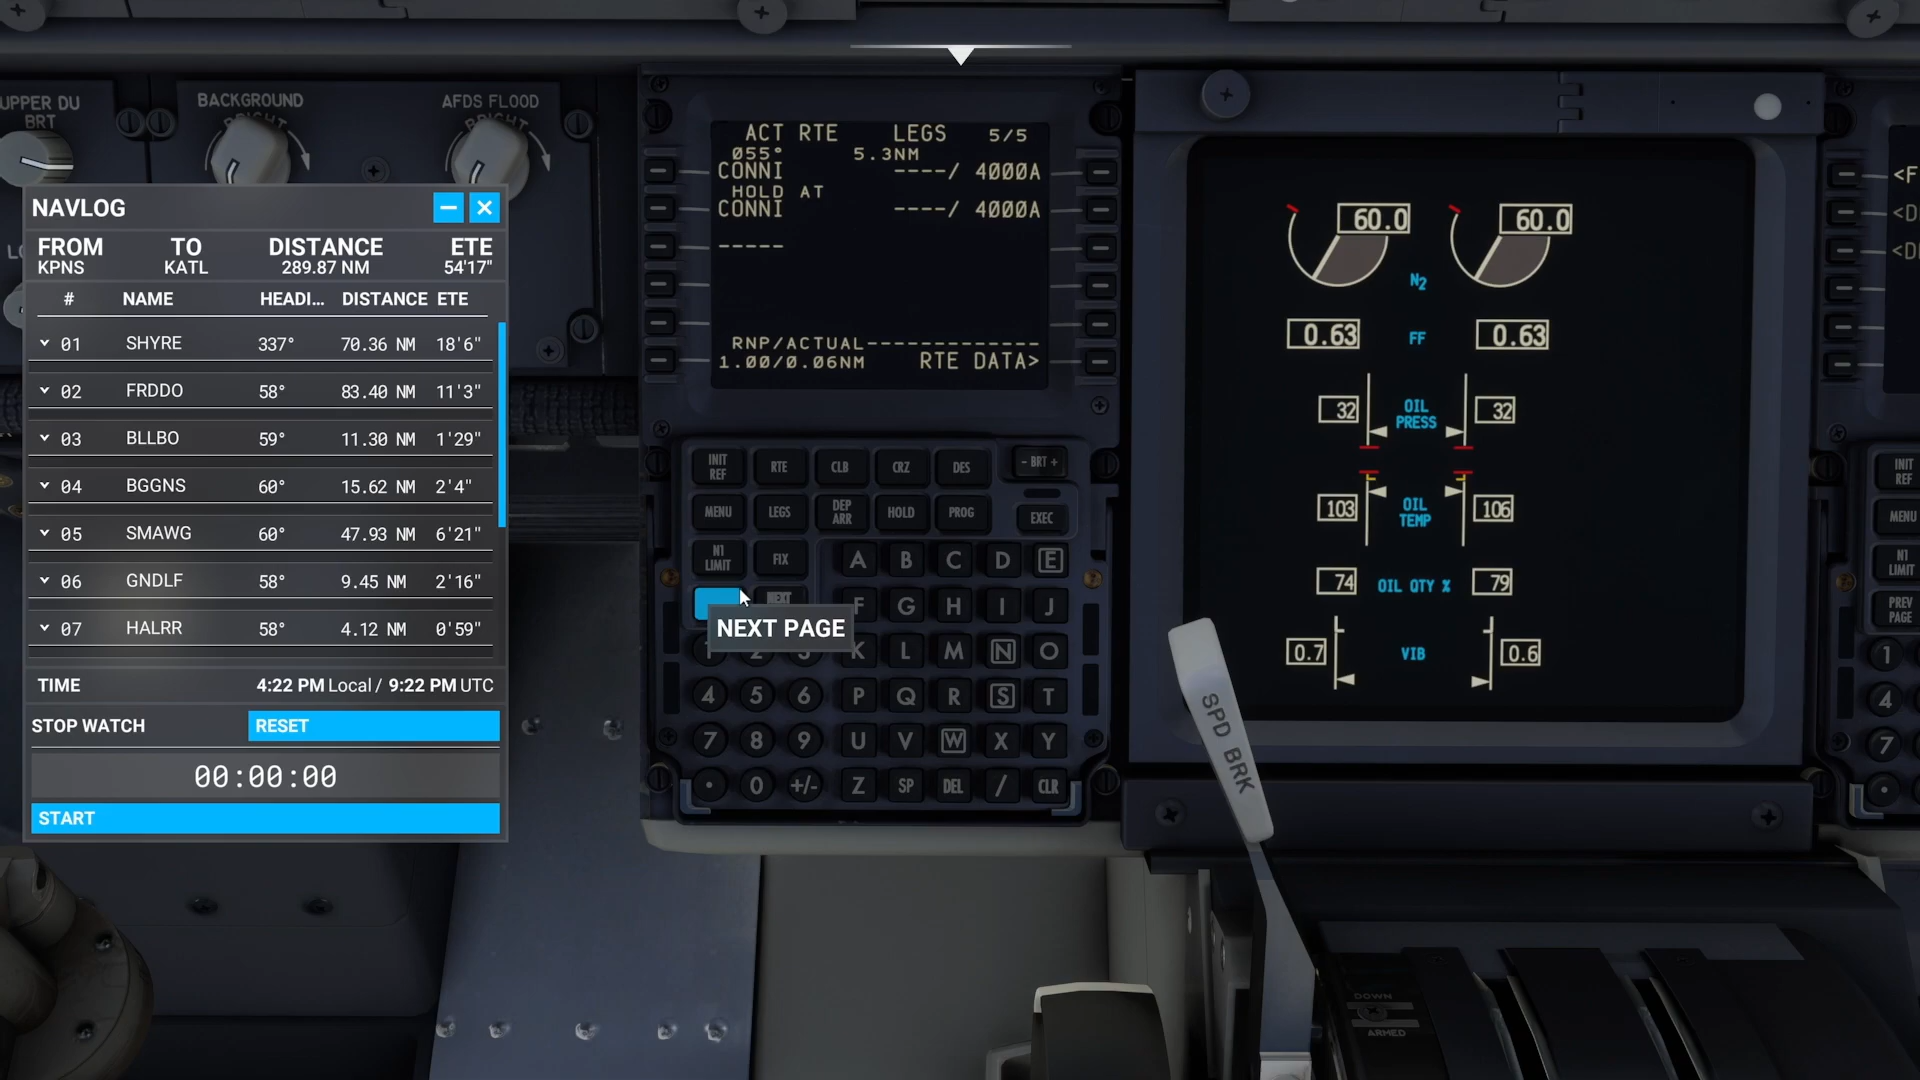 UPPER DU
BRT
BACKGROUND
BRIGHT
AFDS FLOOD
BRIGHT
NAVLOG
FROM TO DISTANCE ETE
KPNS KATL 289.87 NM 54'17"
# NAME HEADI... DISTANCE ETE
01 SHYRE 337° 70.36 NM 18'6"
02 FRDDO 58° 83.40 NM 11'3"
03 BLLBO 59° 11.30 NM 1'29"
04 BGGNS 60° 15.62 NM 2'4"
05 SMAWG 60° 47.93 NM 6'21"
06 GNDLF 58° 9.45 NM 2'16"
07 HALRR 58° 4.12 NM 0'59"
TIME 4:22 PM Local / 9:22 PM UTC
STOP WATCH RESET
00:00:00
START
ACT RTE LEGS 5/5
055° 5.3NM
CONNI ----/ 4000A
HOLD AT
CONNI ----/ 4000A
-----
RNP/ACTUAL--------------
1.00/0.06NM RTE DATA>
INIT REF RTE CLB CRZ DES - BRT +
MENU LEGS DEP ARR HOLD PROG EXEC
N1 LIMIT FIX A B C D E
NEXT F G H I J
NEXT PAGE
1 2 3 K L M N O
4 5 6 P Q R S T
7 8 9 U V W X Y
. 0 +/- Z SP DEL / CLR
60.0 60.0
N2
0.63 FF 0.63
32 OIL PRESS 32
103 OIL TEMP 106
74 OIL QTY % 79
0.7 VIB 0.6
SPD BRK
DOWN
ARMED
<F
<D
<D
INIT
REF
MENU
N1
LIMIT
PREV
PAGE
1
4
7